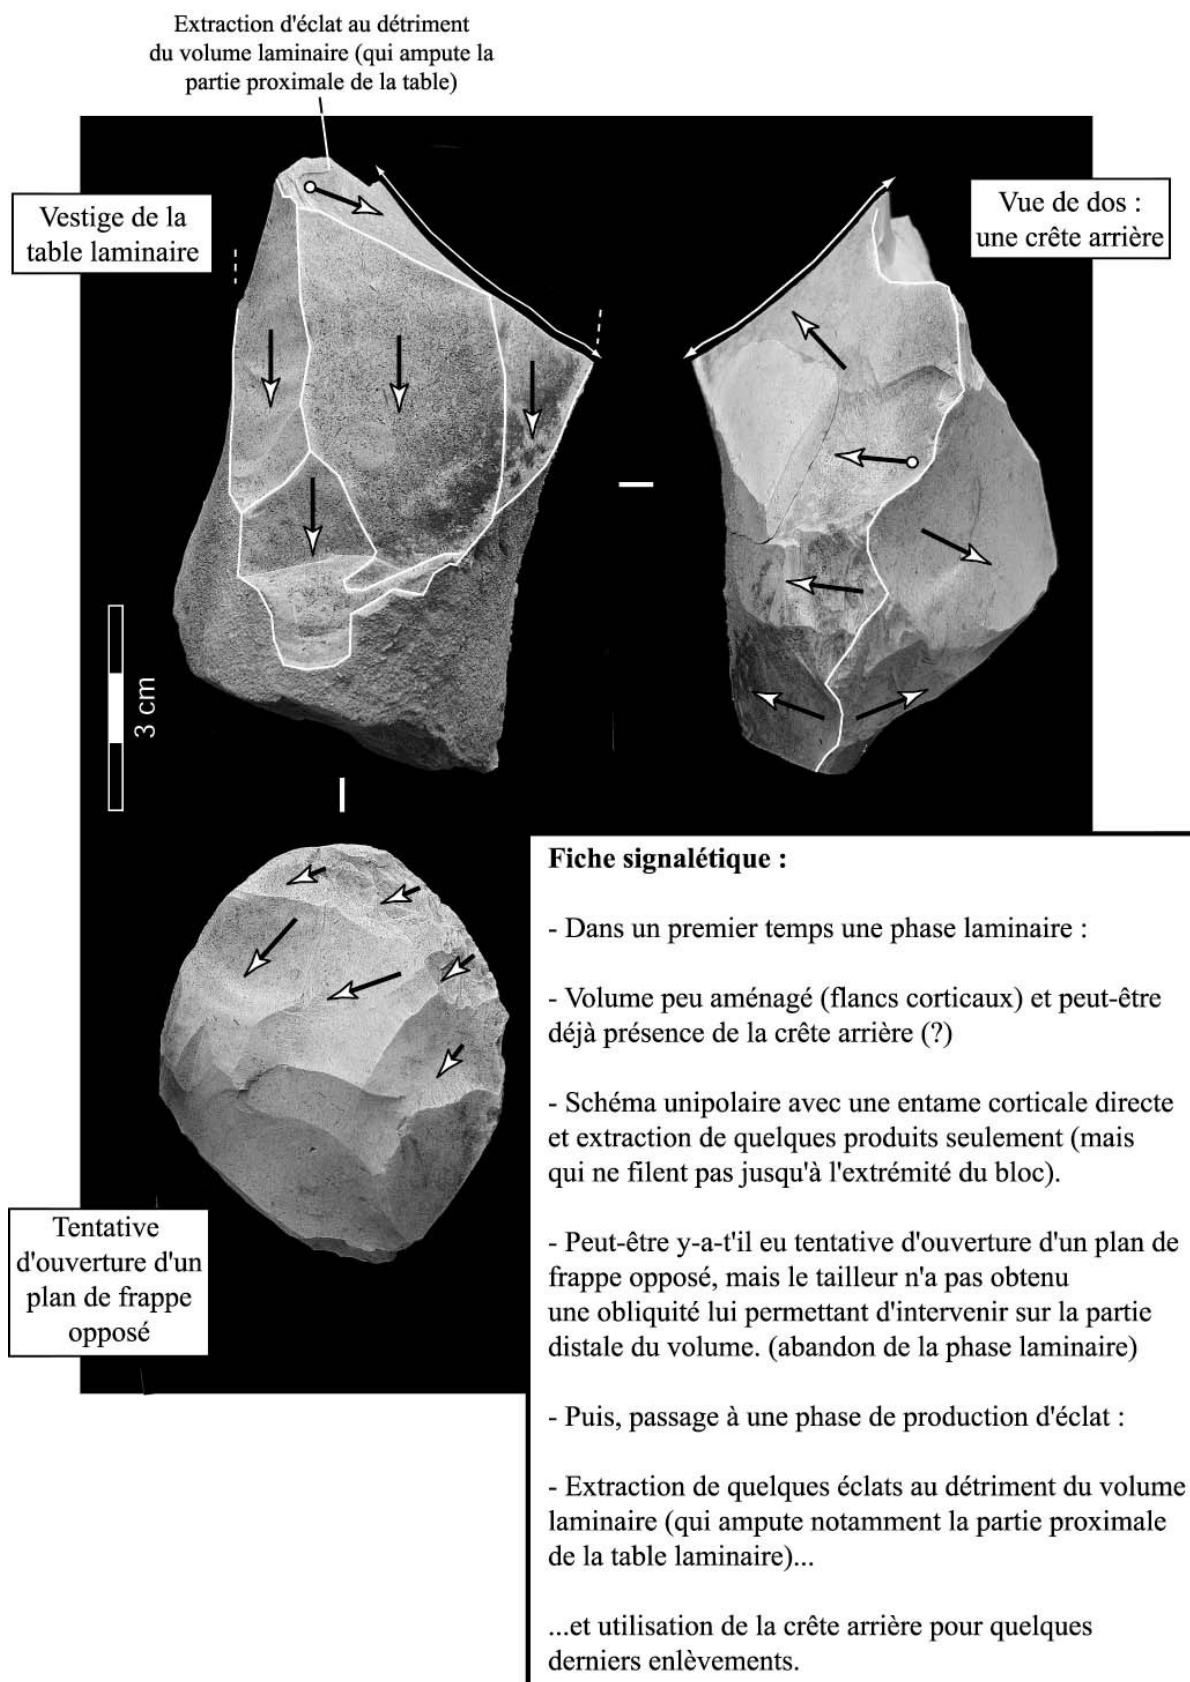 Extraction d'éclat au détriment
du volume laminaire (qui ampute la
partie proximale de la table)
Vestige de la
table laminaire
Vue de dos :
une crête arrière
3 cm
Tentative
d'ouverture d'un
plan de frappe
opposé
Fiche signalétique :
- Dans un premier temps une phase laminaire :
- Volume peu aménagé (flancs corticaux) et peut-être
déjà présence de la crête arrière (?)
- Schéma unipolaire avec une entame corticale directe
et extraction de quelques produits seulement (mais
qui ne filent pas jusqu'à l'extrémité du bloc).
- Peut-être y-a-t'il eu tentative d'ouverture d'un plan de
frappe opposé, mais le tailleur n'a pas obtenu
une obliquité lui permettant d'intervenir sur la partie
distale du volume. (abandon de la phase laminaire)
- Puis, passage à une phase de production d'éclat :
- Extraction de quelques éclats au détriment du volume
laminaire (qui ampute notamment la partie proximale
de la table laminaire)...
...et utilisation de la crête arrière pour quelques
derniers enlèvements.